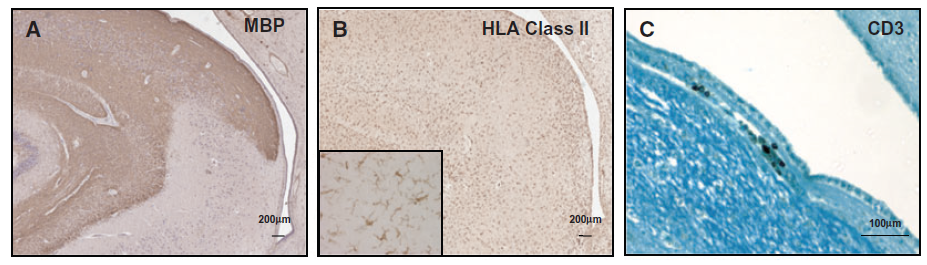 A
MBP
200μm
B
HLA Class II
200μm
C
CD3
100μm